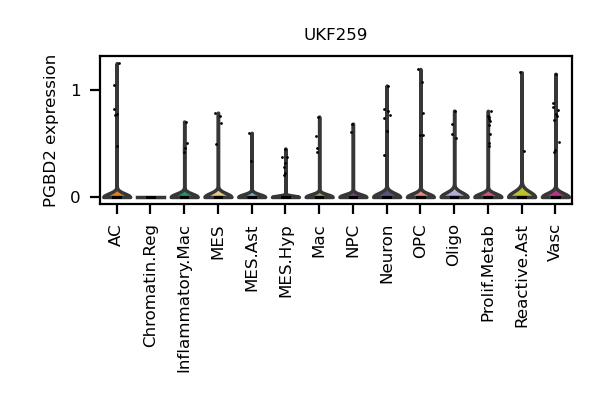 UKF259
PGBD2 expression
1
0
AC
Chromatin.Reg
Inflammatory.Mac
MES
MES.Ast
MES.Hyp
Mac
NPC
Neuron
OPC
Oligo
Prolif.Metab
Reactive.Ast
Vasc